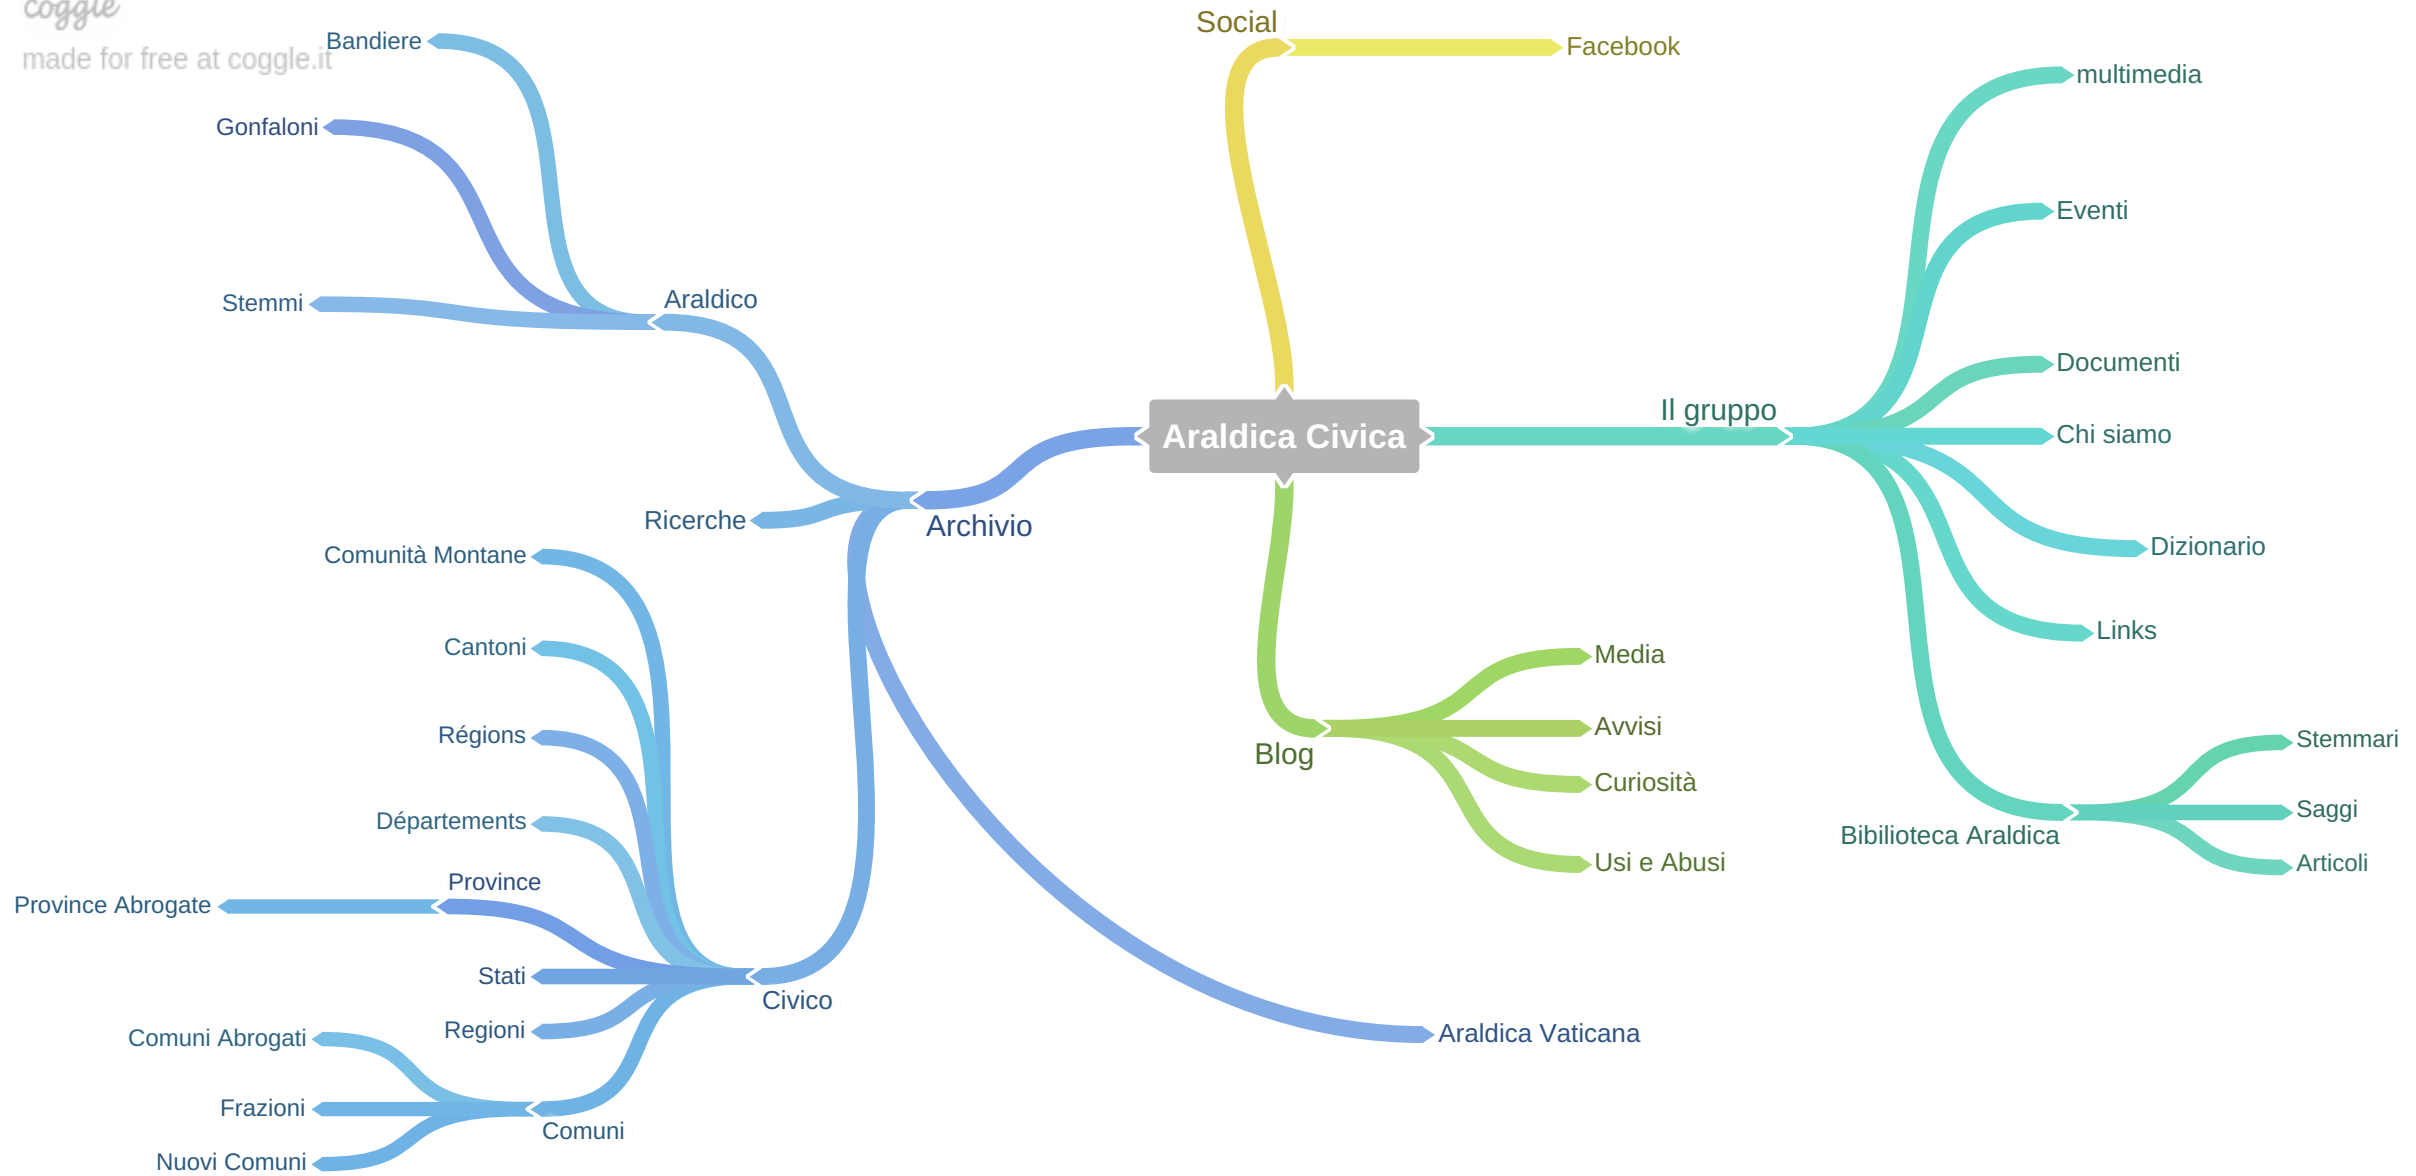 coggle
made for free at coggle.it
Bandiere
Gonfaloni
Stemmi
Araldico
Ricerche
Archivio
Comunità Montane
Cantoni
Régions
Départements
Province
Province Abrogate
Stati
Regioni
Civico
Comuni Abrogati
Frazioni
Nuovi Comuni
Comuni
Social
Facebook
Araldica Civica
Il gruppo
multimedia
Eventi
Documenti
Chi siamo
Dizionario
Links
Bibilioteca Araldica
Stemmari
Saggi
Articoli
Blog
Media
Avvisi
Curiosità
Usi e Abusi
Araldica Vaticana